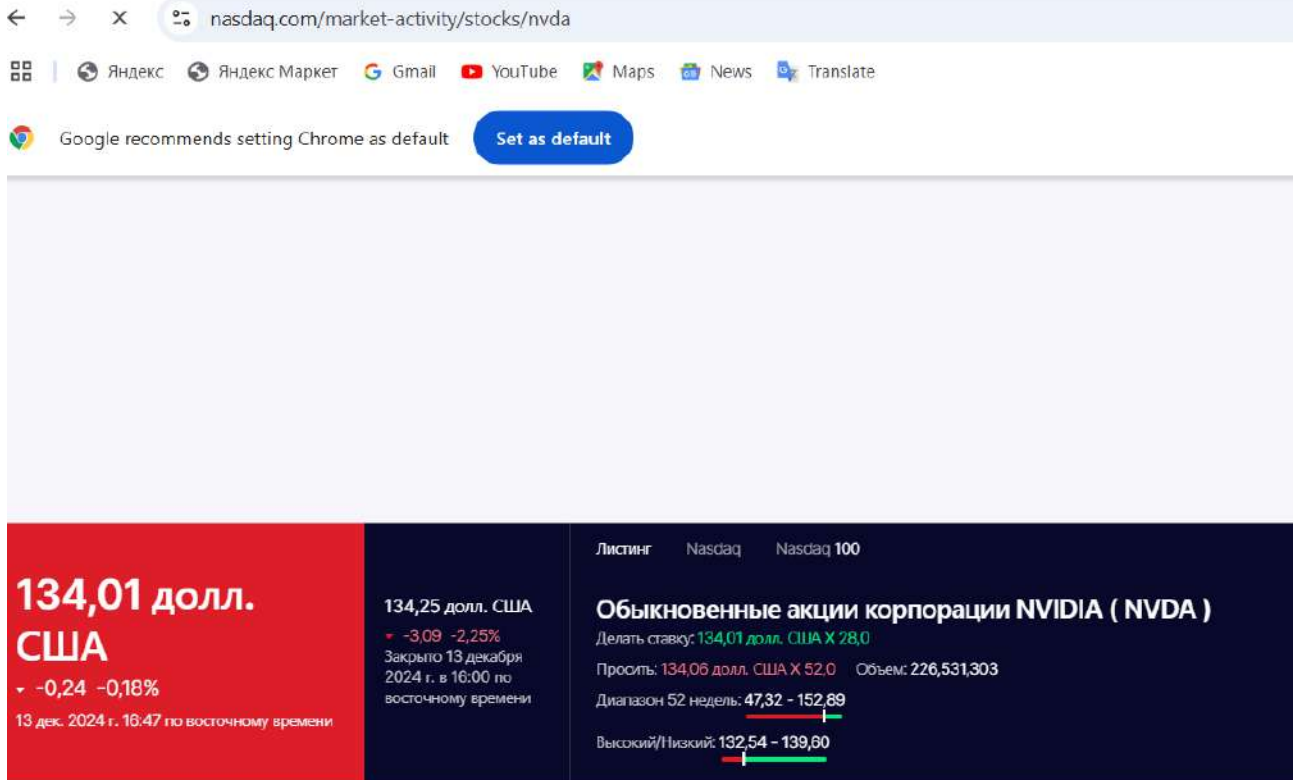 nasdaq.com/market-activity/stocks/nvda
Яндекс Яндекс Маркет Gmail YouTube Maps News Translate
Google recommends setting Chrome as default Set as default
134,01 долл.
США
-0,24 -0,18%
13 дек. 2024 г. 16:47 по восточному времени
134,25 долл. США
-3,09 -2,25%
Закрыто 13 декабря
2024 г. в 16:00 по
восточному времени
Листинг Nasdaq Nasdaq 100
Обыкновенные акции корпорации NVIDIA ( NVDA )
Делать ставку: 134,01 долл. США X 28,0
Просить: 134,06 долл. США X 52,0 Объем: 226,531,303
Диапазон 52 недель: 47,32 - 152,89
Высокий/Низкий: 132,54 - 139,60